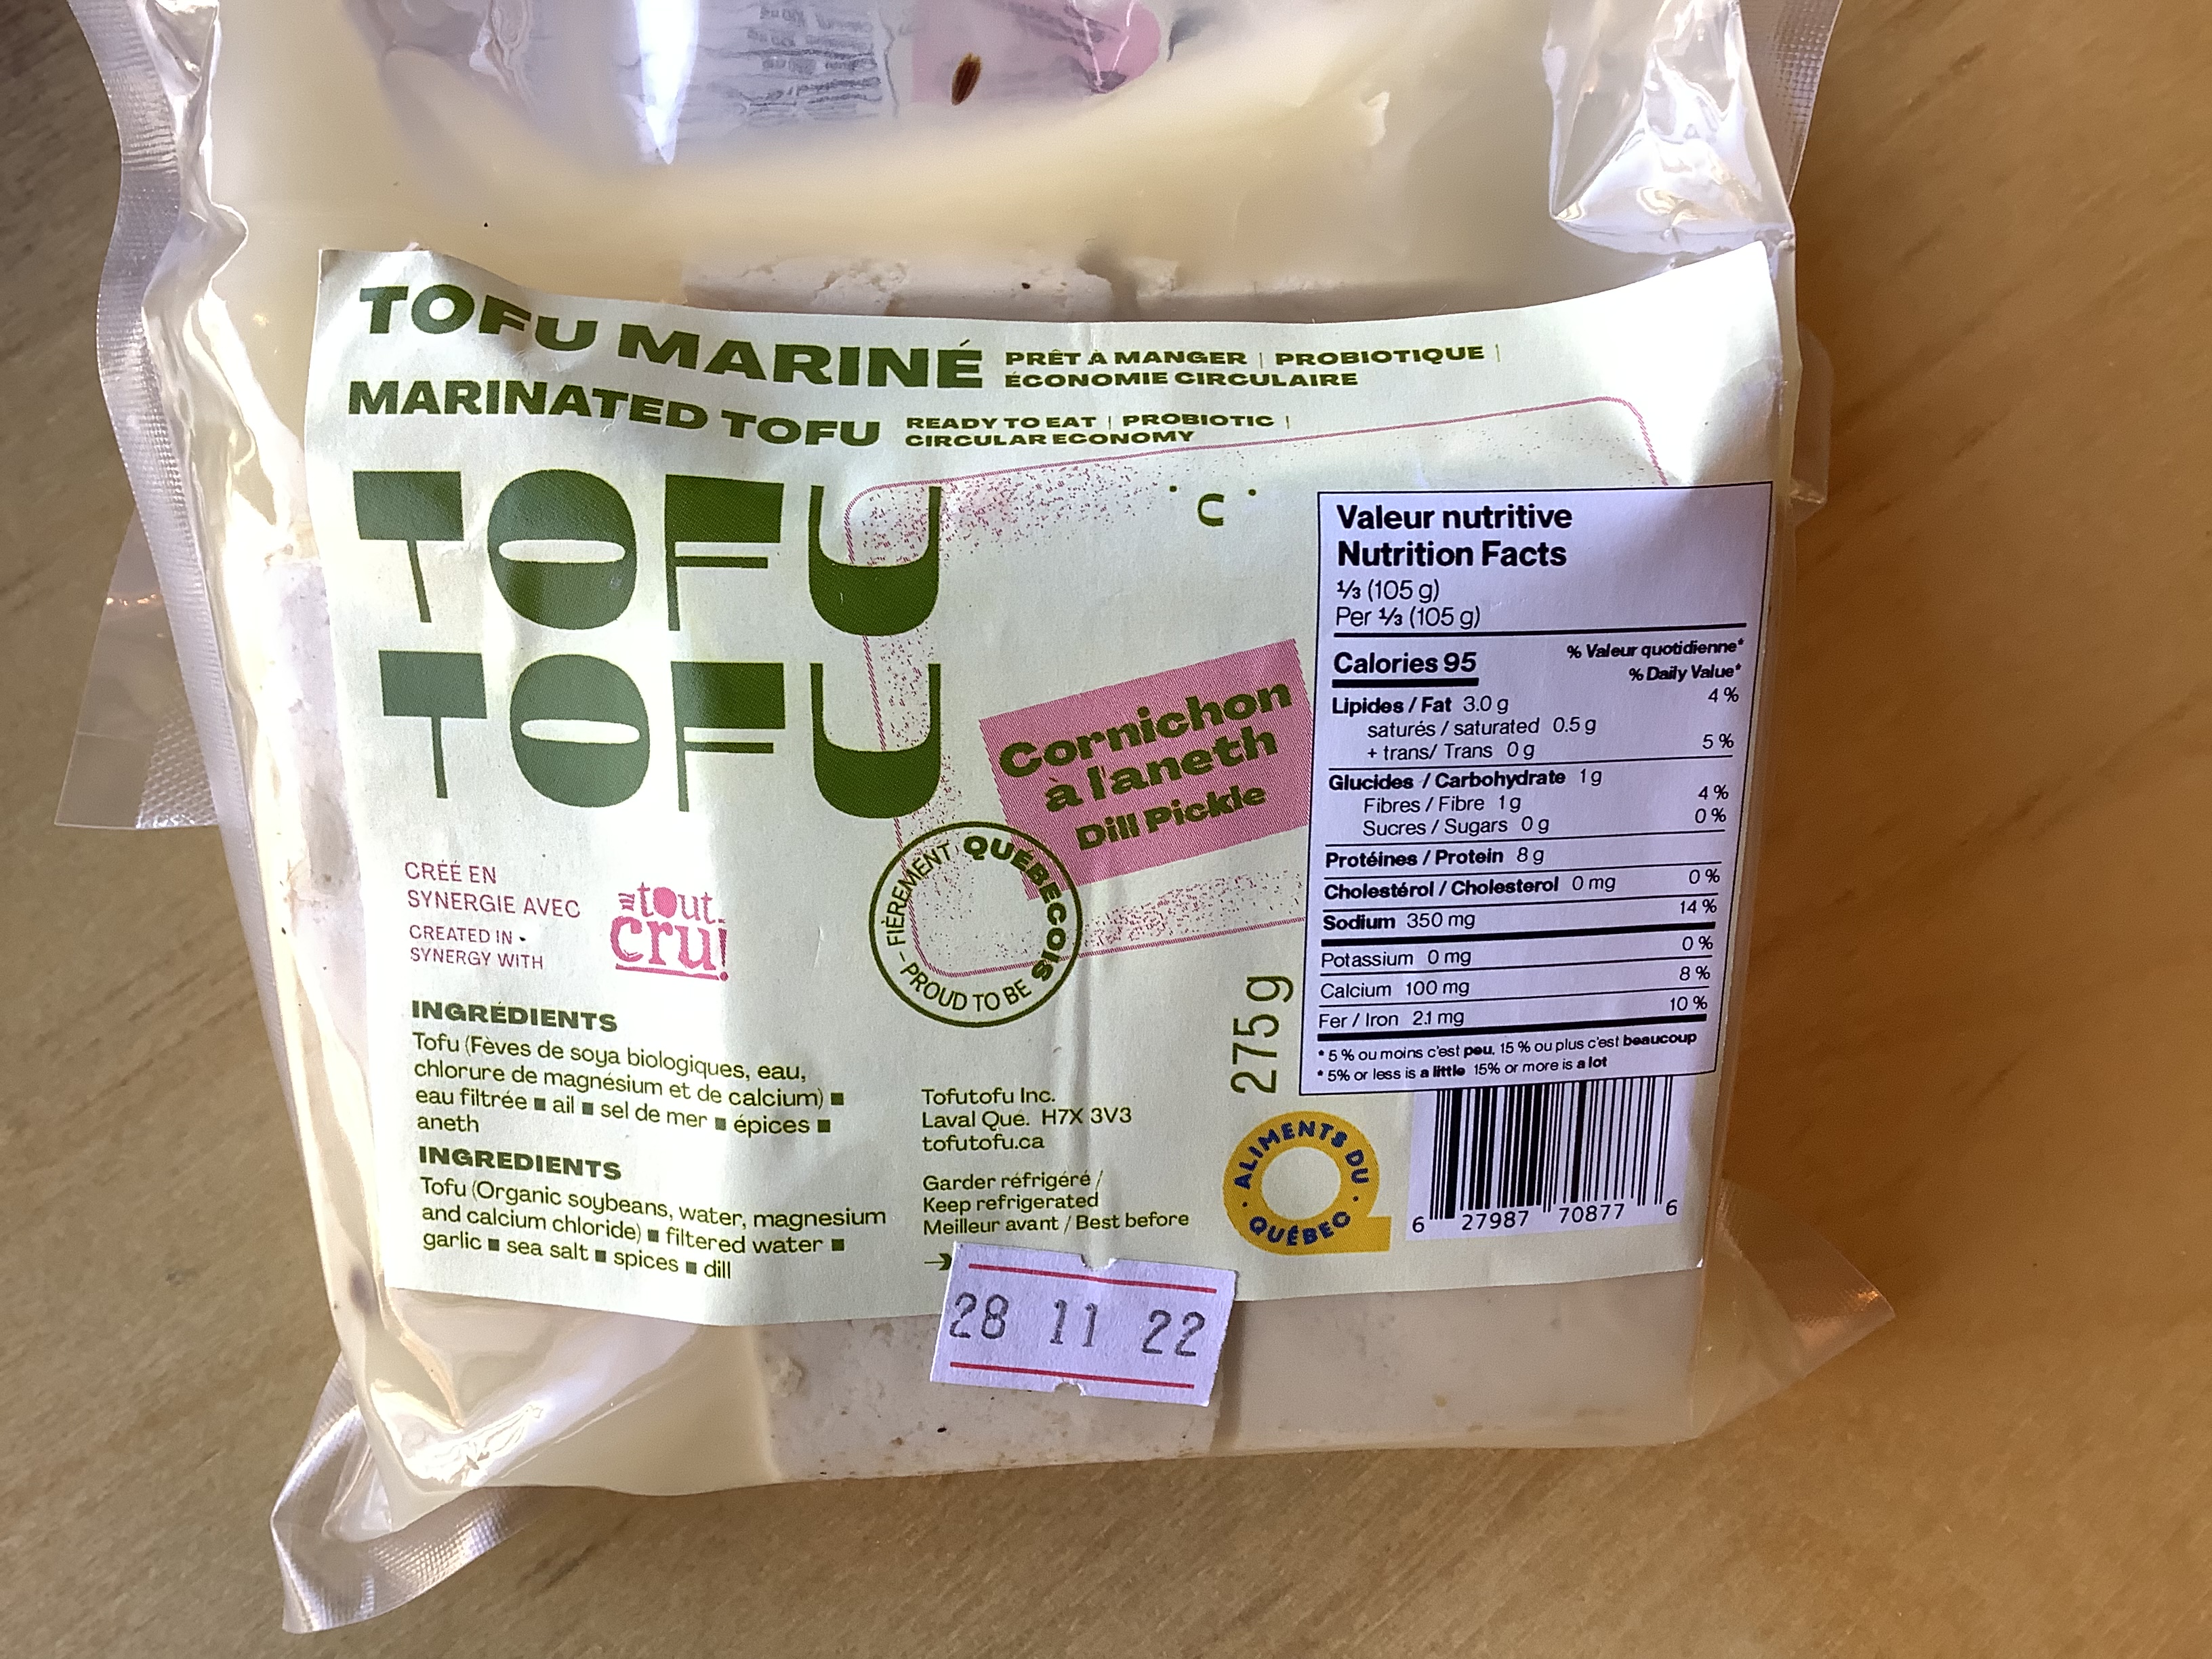 TOFU MARINÉ
PRÊT À MANGER | PROBIOTIQUE |
ÉCONOMIE CIRCULAIRE
MARINATED TOFU
READY TO EAT | PROBIOTIC |
CIRCULAR ECONOMY
TOFU
TOFU
Cornichon
à l'aneth
Dill Pickle
CRÉÉ EN
SYNERGIE AVEC
CREATED IN
SYNERGY WITH
tout
cru!
FIÈREMENT QUÉBÉCOIS
PROUD TO BE
INGRÉDIENTS
Tofu (Fèves de soya biologiques, eau,
chlorure de magnésium et de calcium) ■
eau filtrée ■ ail ■ sel de mer ■ épices ■
aneth
INGREDIENTS
Tofu (Organic soybeans, water, magnesium
and calcium chloride) ■ filtered water ■
garlic ■ sea salt ■ spices ■ dill
Tofutofu Inc.
Laval Qué. H7X 3V3
tofutofu.ca
Garder réfrigéré /
Keep refrigerated
Meilleur avant / Best before
→
28 11 22
275 g
ALIMENTS DU
QUÉBEC
Valeur nutritive
Nutrition Facts
⅓ (105 g)
Per ⅓ (105 g)
% Valeur quotidienne*
Calories 95
% Daily Value*
Lipides / Fat 3.0 g 4 %
saturés / saturated 0.5 g
+ trans/ Trans 0 g 5 %
Glucides / Carbohydrate 1 g
Fibres / Fibre 1 g 4 %
Sucres / Sugars 0 g 0 %
Protéines / Protein 8 g
Cholestérol / Cholesterol 0 mg 0 %
Sodium 350 mg 14 %
Potassium 0 mg 0 %
Calcium 100 mg 8 %
Fer / Iron 2.1 mg 10 %
* 5 % ou moins c'est peu, 15 % ou plus c'est beaucoup
* 5% or less is a little 15% or more is a lot
6 27987 70877 6